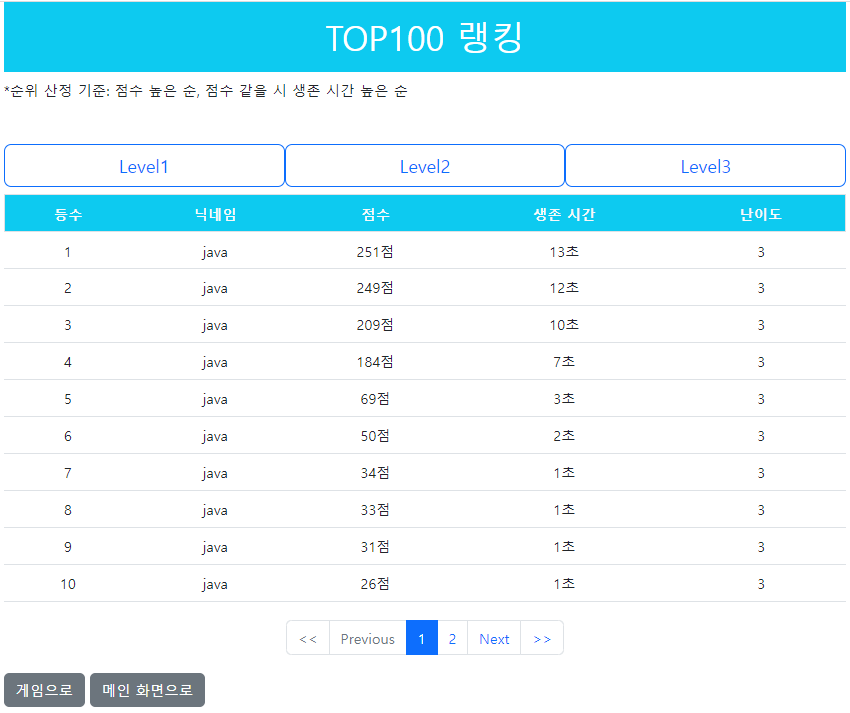 TOP100 랭킹
*순위 산정 기준: 점수 높은 순, 점수 같을 시 생존 시간 높은 순
Level1 Level2 Level3
등수 닉네임 점수 생존 시간 난이도
1 java 251점 13초 3
2 java 249점 12초 3
3 java 209점 10초 3
4 java 184점 7초 3
5 java 69점 3초 3
6 java 50점 2초 3
7 java 34점 1초 3
8 java 33점 1초 3
9 java 31점 1초 3
10 java 26점 1초 3
<< Previous 1 2 Next >>
게임으로 메인 화면으로